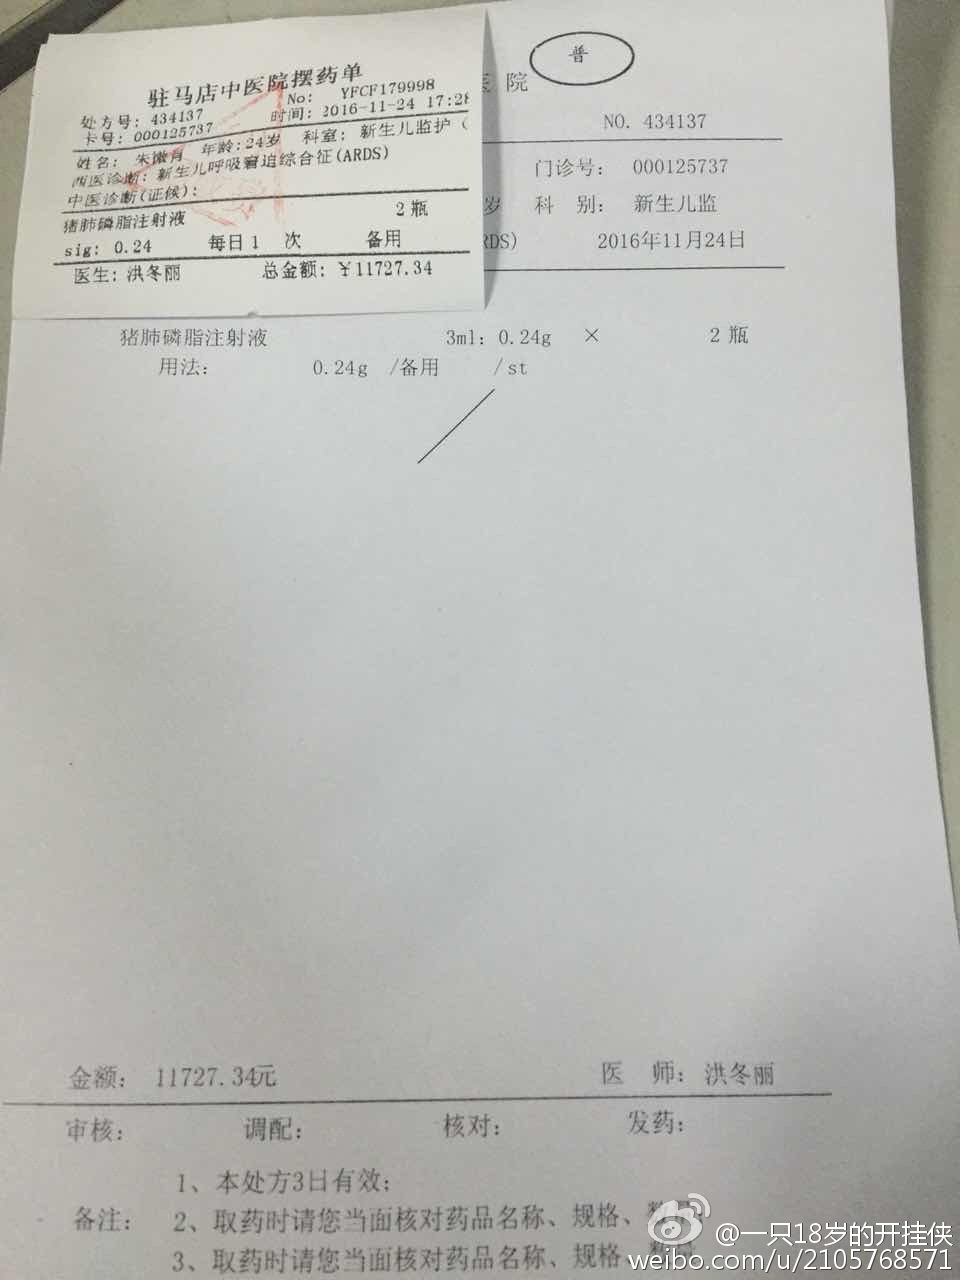 驻马店中医院摆药单
No: YFCF179998
处方号: 434137 时间: 2016-11-24 17:28
卡号: 000125737
姓名: 朱嫩育 年龄:24岁 科室: 新生儿监护(
西医诊断: 新生儿呼吸窘迫综合征(ARDS)
中医诊断(证候):
猪肺磷脂注射液 2瓶
sig: 0.24 每日1 次 备用
医生: 洪冬丽 总金额: ¥11727.34
普
医院
NO. 434137
门诊号: 000125737
岁 科 别: 新生儿监
RDS) 2016年11月24日
猪肺磷脂注射液 3ml: 0.24g × 2 瓶
用法: 0.24g /备用 /st
金额: 11727.34元 医 师: 洪冬丽
审核: 调配: 核对: 发药:
备注: 1、本处方3日有效;
2、取药时请您当面核对药品名称、规格、数量
3、取药时请您当面核对药品名称、规格、数量
@一只18岁的开挂侠
weibo.com/u/2105768571